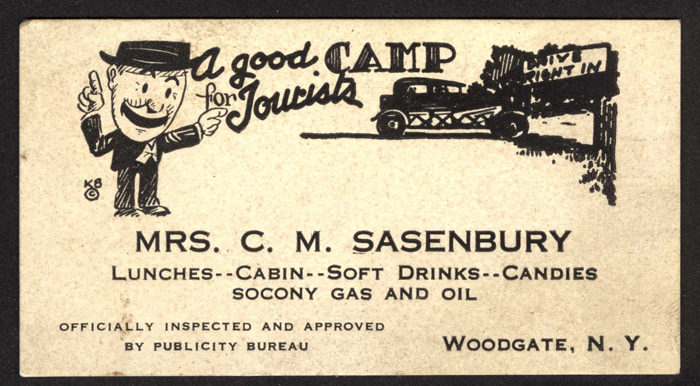 A good CAMP
for Tourists
DRIVE
RIGHT IN
KB
©
MRS. C. M. SASENBURY
LUNCHES--CABIN--SOFT DRINKS--CANDIES
SOCONY GAS AND OIL
OFFICIALLY INSPECTED AND APPROVED
BY PUBLICITY BUREAU
WOODGATE, N. Y.